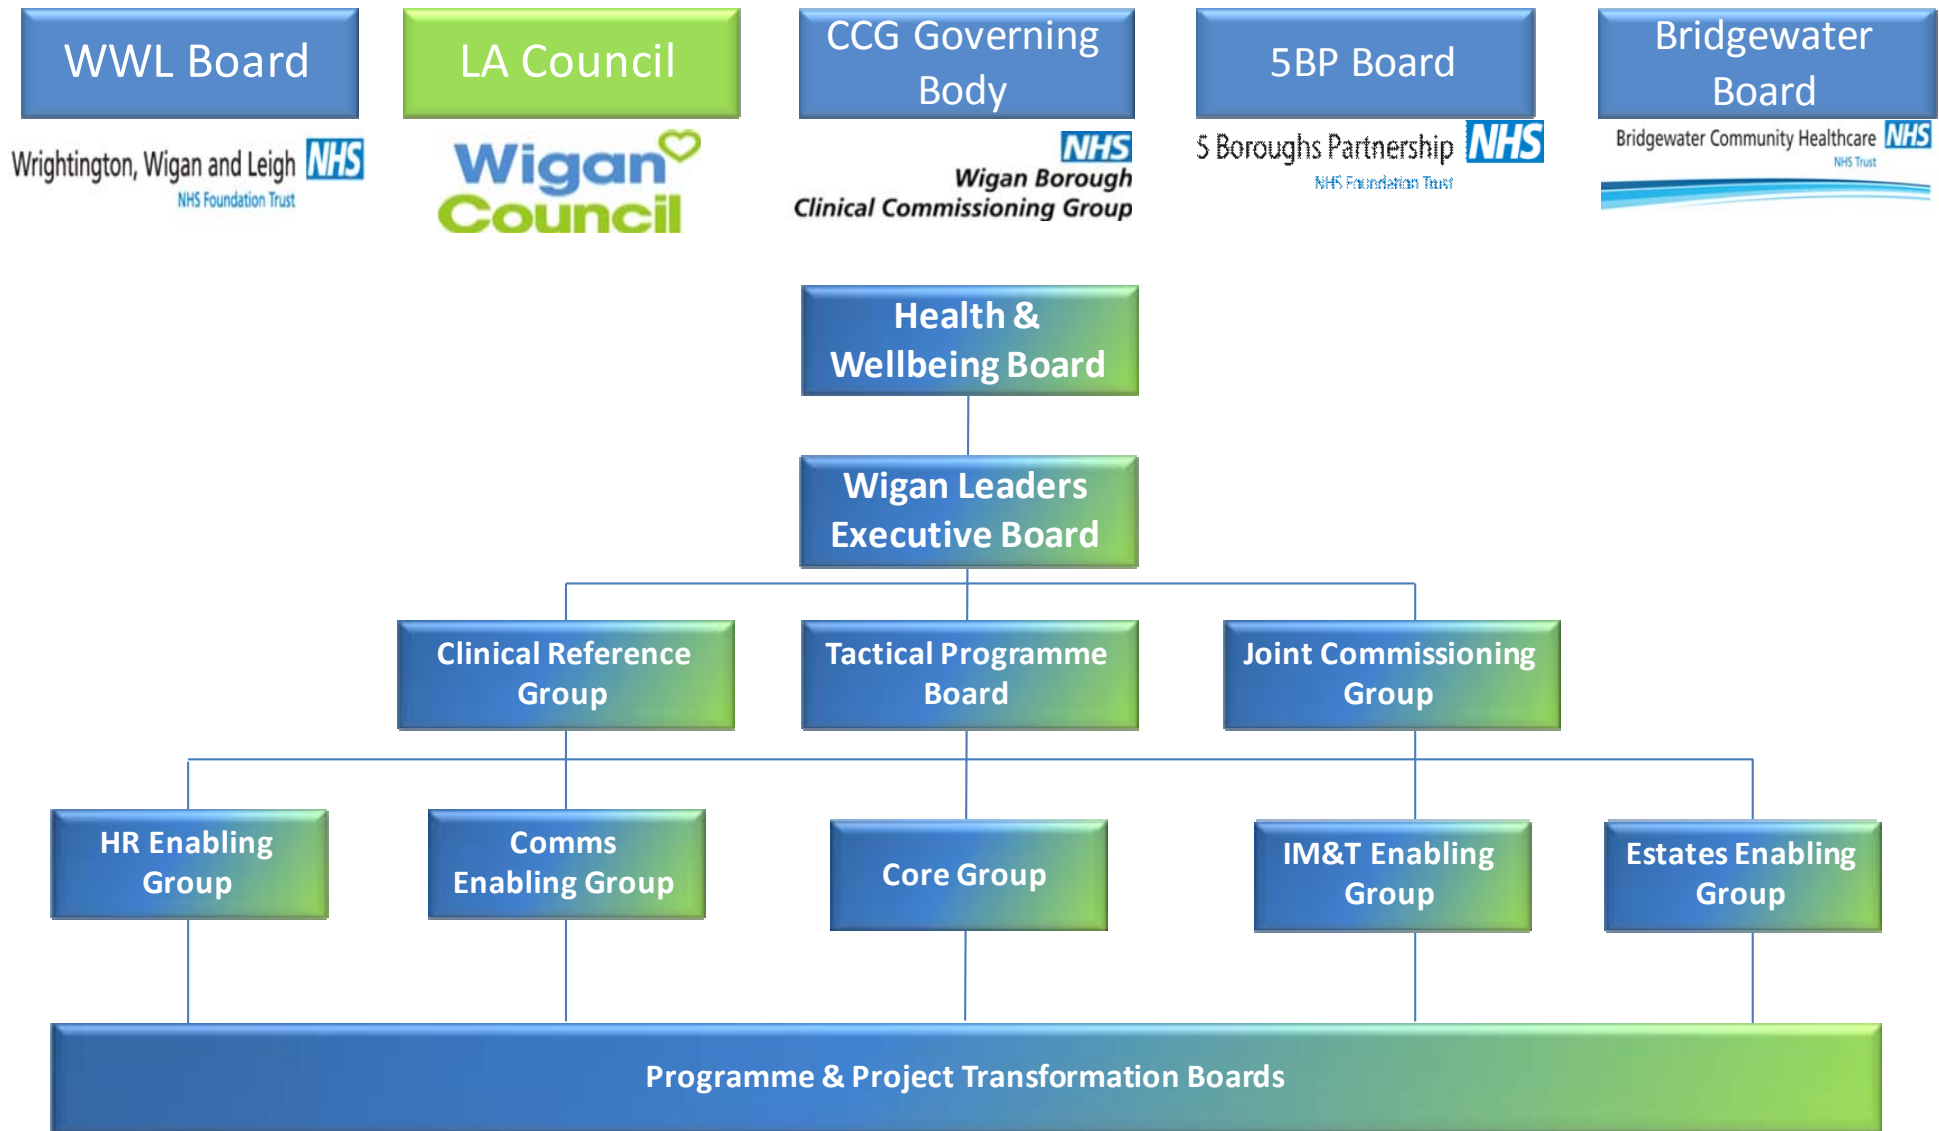 WWL Board
LA Council
CCG Governing
Body
5BP Board
Bridgewater
Board
Wrightington, Wigan and Leigh NHS
NHS Foundation Trust
Wigan
Council
NHS
Wigan Borough
Clinical Commissioning Group
5 Boroughs Partnership NHS
NHS Foundation Trust
Bridgewater Community Healthcare NHS
NHS Trust
Health &
Wellbeing Board
Wigan Leaders
Executive Board
Clinical Reference
Group
Tactical Programme
Board
Joint Commissioning
Group
HR Enabling
Group
Comms
Enabling Group
Core Group
IM&T Enabling
Group
Estates Enabling
Group
Programme & Project Transformation Boards